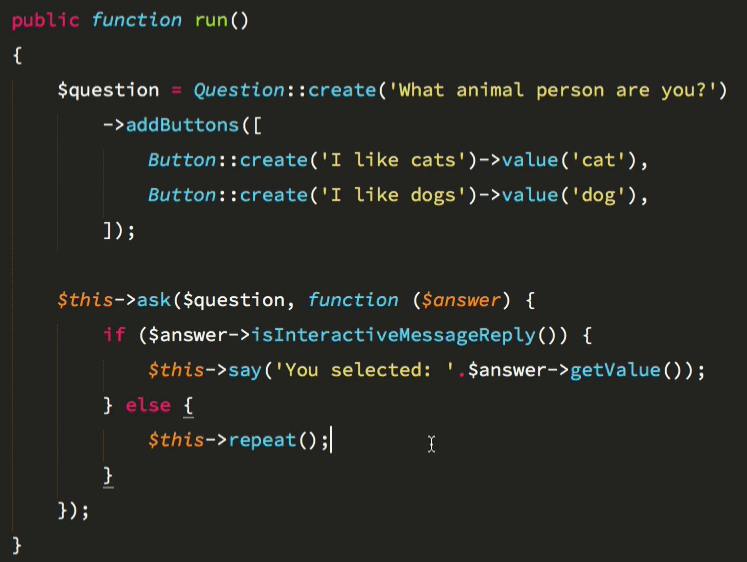 public function run()
{
    $question = Question::create('What animal person are you?')
        ->addButtons([
            Button::create('I like cats')->value('cat'),
            Button::create('I like dogs')->value('dog'),
        ]);

    $this->ask($question, function ($answer) {
        if ($answer->isInteractiveMessageReply()) {
            $this->say('You selected: '.$answer->getValue());
        } else {
            $this->repeat();
        }
    });
}